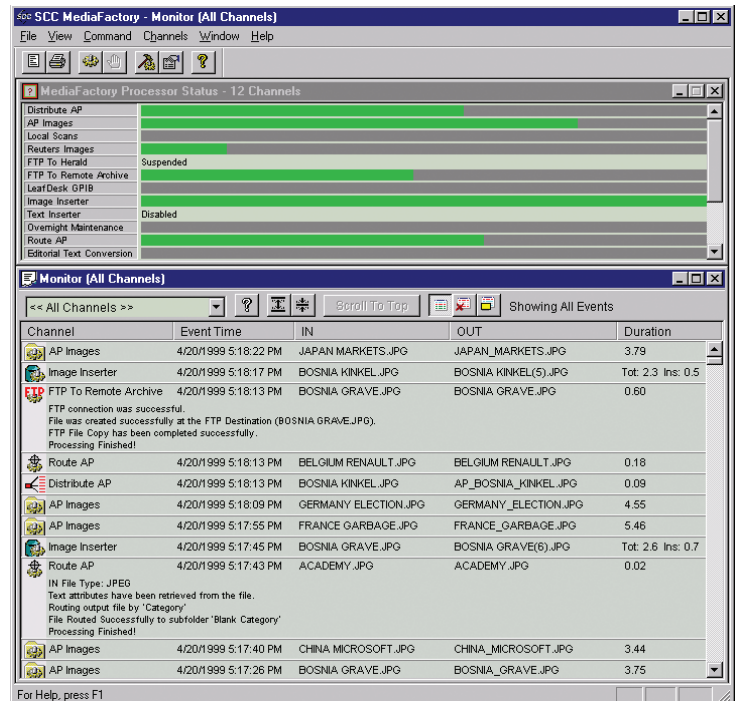 SCC MediaFactory - Monitor (All Channels)
File View Command Channels Window Help
MediaFactory Processor Status - 12 Channels
Distribute AP
AP Images
Local Scans
Reuters Images
FTP To Herald Suspended
FTP To Remote Archive
LeafDesk GPIB
Image Inserter
Text Inserter Disabled
Overnight Maintenance
Route AP
Editorial Text Conversion
Monitor (All Channels)
<< All Channels >> Scroll To Top Showing All Events
Channel Event Time IN OUT Duration
AP Images 4/20/1999 5:18:22 PM JAPAN MARKETS.JPG JAPAN_MARKETS.JPG 3.79
Image Inserter 4/20/1999 5:18:17 PM BOSNIA KINKEL.JPG BOSNIA KINKEL(5).JPG Tot: 2.3 Ins: 0.5
FTP FTP To Remote Archive 4/20/1999 5:18:13 PM BOSNIA GRAVE.JPG BOSNIA GRAVE.JPG 0.60
FTP connection was successful.
File was created successfully at the FTP Destination (BOSNIA GRAVE.JPG).
FTP File Copy has been completed successfully.
Processing Finished!
Route AP 4/20/1999 5:18:13 PM BELGIUM RENAULT.JPG BELGIUM RENAULT.JPG 0.18
Distribute AP 4/20/1999 5:18:13 PM BOSNIA KINKEL.JPG AP_BOSNIA_KINKEL.JPG 0.09
AP Images 4/20/1999 5:18:09 PM GERMANY ELECTION.JPG GERMANY_ELECTION.JPG 4.55
AP Images 4/20/1999 5:17:55 PM FRANCE GARBAGE.JPG FRANCE_GARBAGE.JPG 5.46
Image Inserter 4/20/1999 5:17:45 PM BOSNIA GRAVE.JPG BOSNIA GRAVE(6).JPG Tot: 2.6 Ins: 0.7
Route AP 4/20/1999 5:17:43 PM ACADEMY.JPG ACADEMY.JPG 0.02
IN File Type: JPEG
Text attributes have been retrieved from the file.
Routing output file by 'Category'
File Routed Successfully to subfolder 'Blank Category'
Processing Finished!
AP Images 4/20/1999 5:17:40 PM CHINA MICROSOFT.JPG CHINA_MICROSOFT.JPG 3.44
AP Images 4/20/1999 5:17:26 PM BOSNIA GRAVE.JPG BOSNIA_GRAVE.JPG 3.75
For Help, press F1